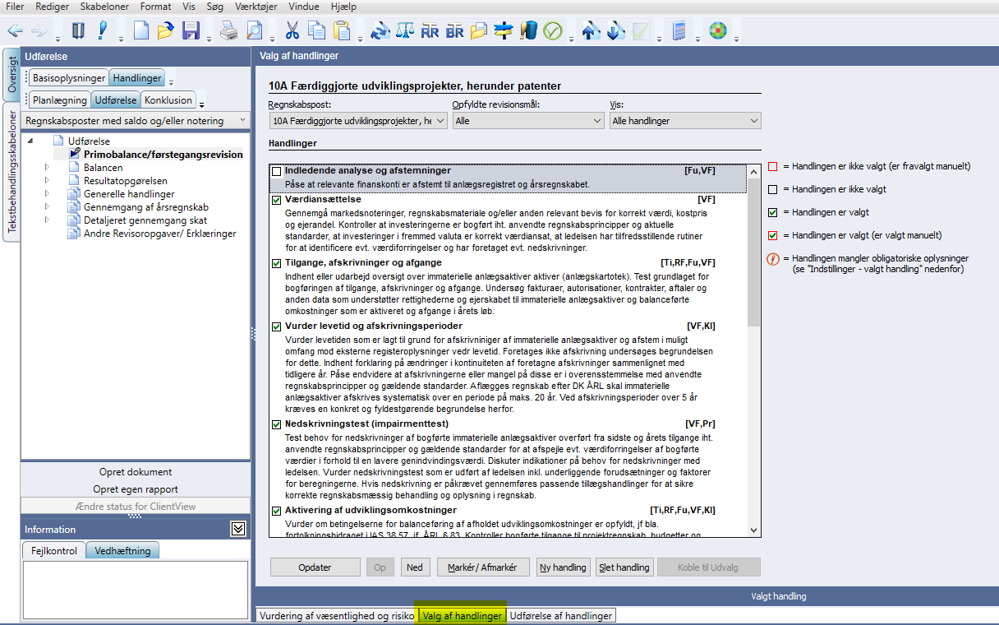 Filer Rediger Skabeloner Format Vis Søg Værktøjer Vindue Hjælp
RR BR
Oversigt
Tekstbehandlingsskabeloner
Udførelse
Basisoplysninger Handlinger
Planlægning Udførelse Konklusion
Regnskabsposter med saldo og/eller notering
Udførelse
Primobalance/førstegangsrevision
Balancen
Resultatopgørelsen
Generelle handlinger
Gennemgang af årsregnskab
Detaljeret gennemgang skat
Andre Revisoropgaver/ Erklæringer
Opret dokument
Opret egen rapport
Ændre status for ClientView
Information
Fejlkontrol Vedhæftning
Valg af handlinger
10A Færdiggjorte udviklingsprojekter, herunder patenter
Regnskabspost: Opfyldte revisionsmål: Vis:
10A Færdiggjorte udviklingsprojekter, he Alle Alle handlinger
Handlinger
Indledende analyse og afstemninger [Fu,VF]
Påse at relevante finanskonti er afstemt til anlægsregistret og årsregnskabet.
Værdiansættelse [VF]
Gennemgå markedsnoteringer, regnskabsmateriale og/eller anden relevant bevis for korrekt værdi, kostpris
og ejerandel. Kontroller at investeringerne er bogført iht. anvendte regnskabsprincipper og aktuelle
standarder, at investeringer i fremmed valuta er korrekt værdiansat, at ledelsen har tilfredsstillende rutiner
for at identificere evt. værdiforringelser og har foretaget evt. nedskrivninger.
Tilgange, afskrivninger og afgange [Ti,RF,Fu,VF]
Indhent eller udarbejd oversigt over immaterielle anlægsaktiver aktiver (anlægskartotek). Test grundlaget for
bogføringen af tilgange, afskrivninger og afgange. Undersøg fakturaer, autorisationer, kontrakter, aftaler og
anden data som understøtter rettighederne og ejerskabet til immaterielle anlægsaktiver og balanceførte
omkostninger som er aktiveret og afgange i årets løb.
Vurder levetid og afskrivningsperioder [VF,Kl]
Vurder levetiden som er lagt til grund for afskrivniniger af immaterielle anlægsaktiver og afstem i muligt
omfang mod eksterne registeroplysninger vedr levetid. Foretages ikke afskrivning undersøges begrundelsen
for dette. Indhent forklaring på ændringer i kontinuiteten af foretagne afskrivninger sammenlignet med
tidligere år. Påse endvidere at afskrivningerne eller mangel på disse er i overensstemmelse med anvendte
regnskabsprincipper og gældende standarder. Aflægges regnskab efter DK ÅRL skal immaterielle
anlægsaktiver afskrives systematisk over en periode på maks. 20 år. Ved afskrivningsperioder over 5 år
kræves en konkret og fyldestgørende begrundelse herfor.
Nedskrivningstest (impairmenttest) [VF,Pr]
Test behov for nedskrivninger af bogførte immaterielle anlægsaktiver overført fra sidste og årets tilgange iht.
anvendte regnskabsprincipper og gældende standarder for at afspejle evt. værdiforringelser af bogførte
værdier i forhold til en lavere genindvindingsværdi. Diskuter indikationer på behov for nedskrivninger med
ledelsen. Vurder nedskrivningstest som er udført af ledelsen inkl. underliggende forudsætninger og faktorer
for beregningerne. Hvis nedskrivning er påkrævet gennemføres passende tillægshandlinger for at sikre
korrekte regnskabsmæssig behandling og oplysning i regnskab.
Aktivering af udviklingsomkostninger [Ti,RF,Fu,VF,Kl]
Vurder om betingelserne for balanceføring af afholdet udviklingsomkostninger er opfyldt, jf bla.
fortolkningsbidraget i IAS 38.57, jf. ÅRL § 83. Kontroller bogførte tilgange til projektregnskab, budgetter og
= Handlingen er ikke valgt (er fravalgt manuelt)
= Handlingen er ikke valgt
= Handlingen er valgt
= Handlingen er valgt (er valgt manuelt)
= Handlingen mangler obligatoriske oplysninger
(se "Indstillinger - valgt handling" nedenfor)
Opdater Op Ned Markér/ Afmarkér Ny handling Slet handling Koble til Udvalg
Valgt handling
Vurdering af væsentlighed og risiko Valg af handlinger Udførelse af handlinger